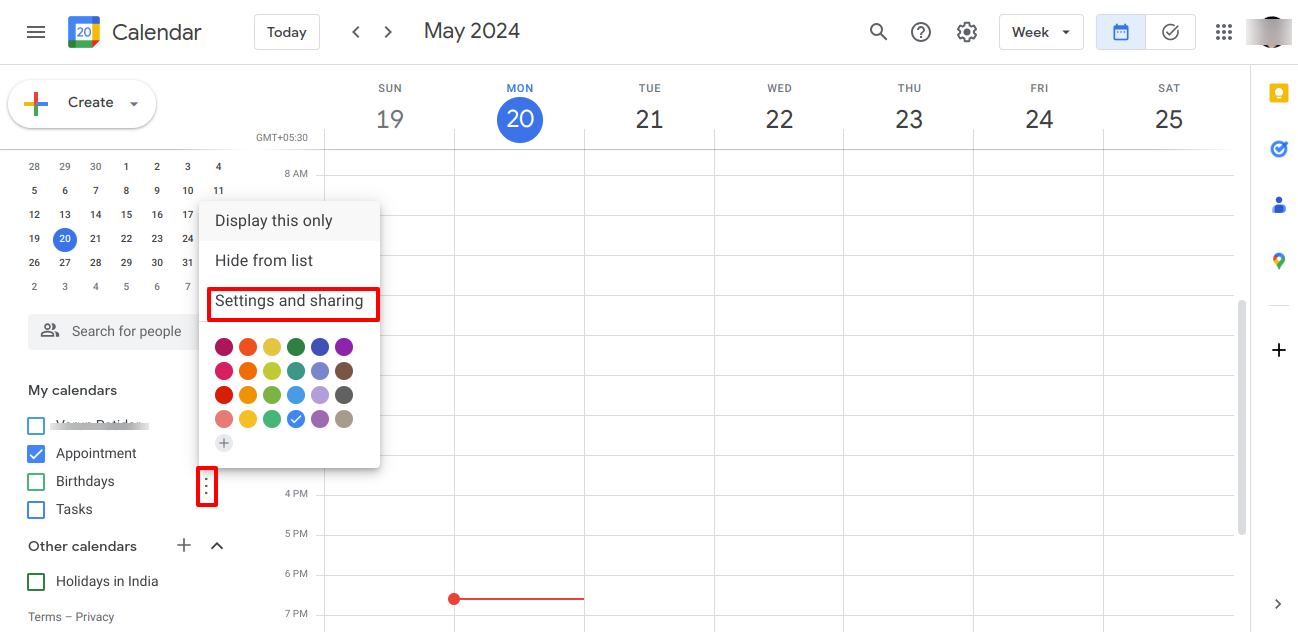 20 Calendar Today May 2024 Week
Create
SUN MON TUE WED THU FRI SAT
19 20 21 22 23 24 25
GMT+05:30
28 29 30 1 2 3 4
5 6 7 8 9 10 11
12 13 14 15 16 17
19 20 21 22 23 24
26 27 28 29 30 31
2 3 4 5 6 7
8 AM
Display this only
Hide from list
Settings and sharing
Search for people
My calendars
Appointment
Birthdays
Tasks
Other calendars
Holidays in India
Terms – Privacy
4 PM
5 PM
6 PM
7 PM